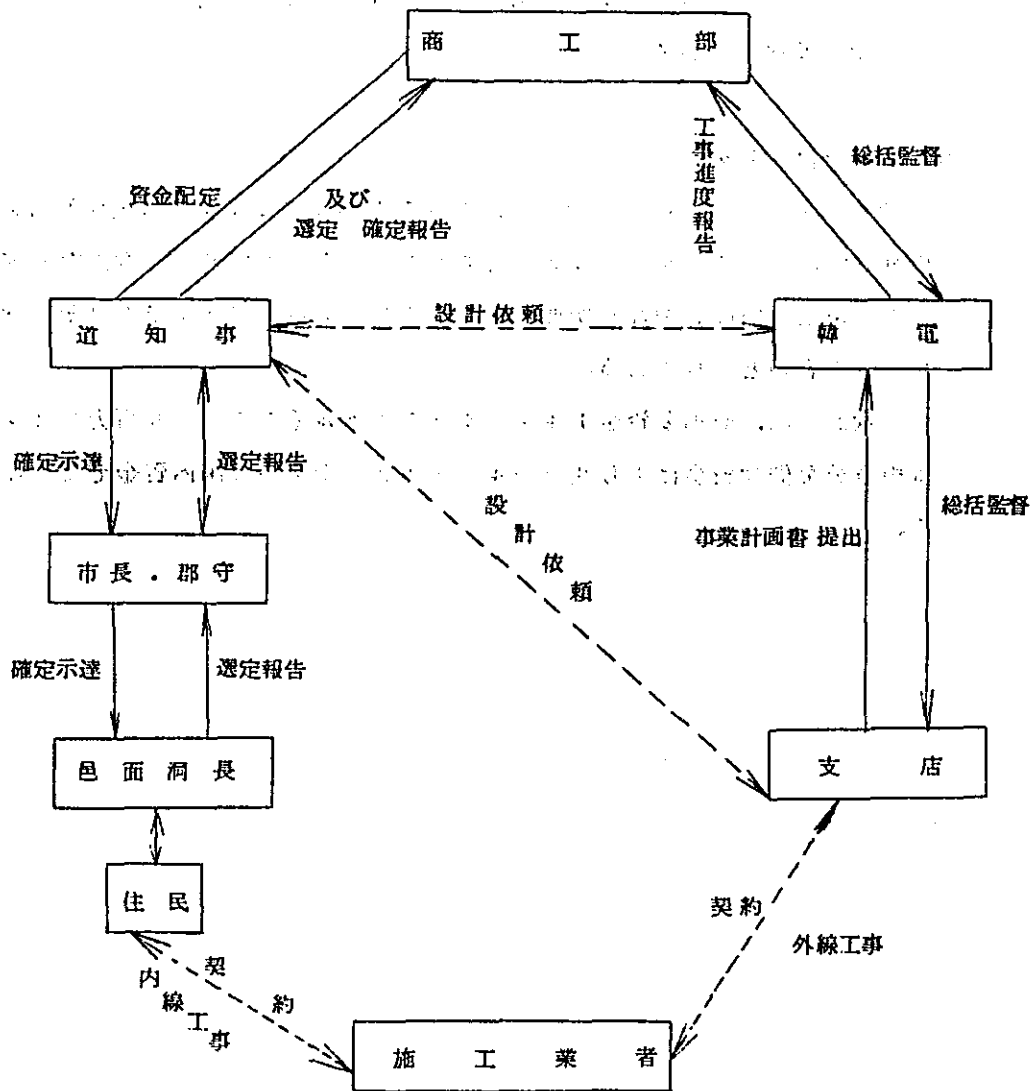 商工部
工事進度報告
総括監督
資金配定
及び
選定 確定報告
道知事
設計依頼
韓電
確定示達
選定報告
設計依頼
事業計画書提出
総括監督
市長・郡守
確定示達
選定報告
邑面洞長
支店
住民
契約
内線工事
契約
外線工事
施工業者